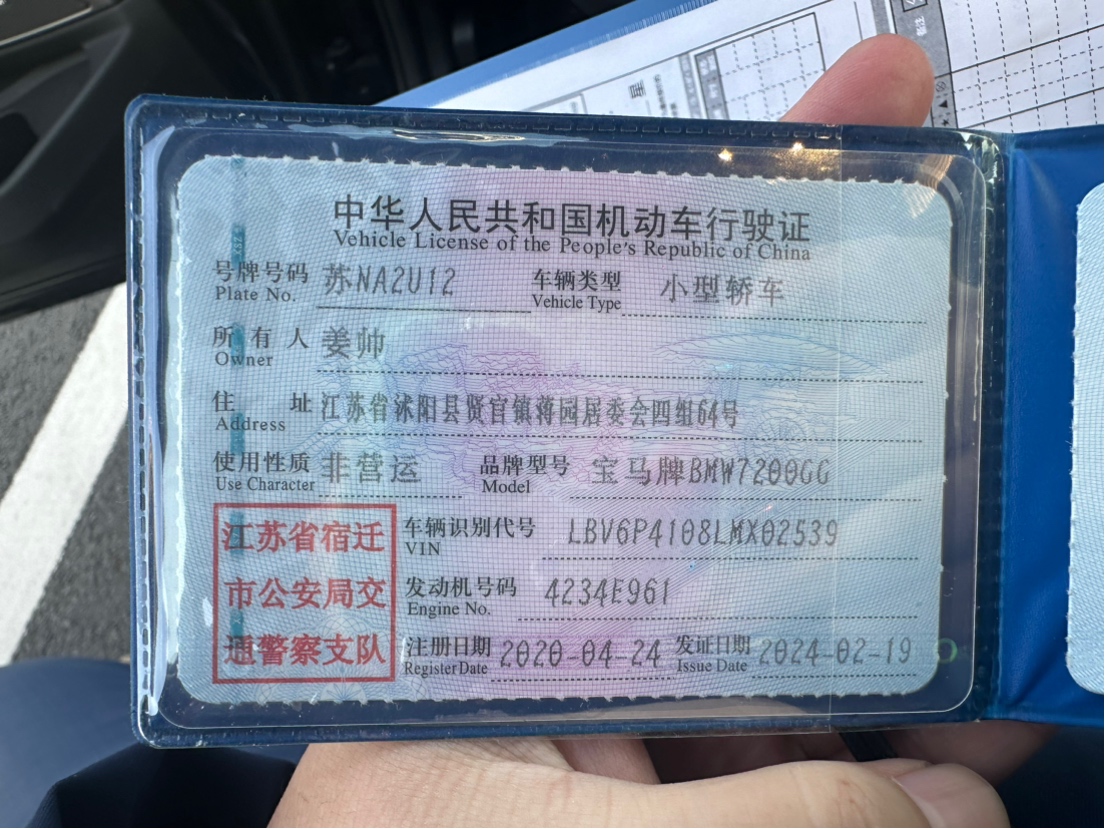 中华人民共和国机动车行驶证
Vehicle License of the People's Republic of China
号牌号码 苏NA2U12 车辆类型 小型轿车
Plate No. Vehicle Type
所有人 姜帅
Owner
住址 江苏省沭阳县贤官镇蒋园居委会四组64号
Address
使用性质 非营运 品牌型号 宝马牌BMW7200GG
Use Character Model
江苏省宿迁
市公安局交
通警察支队
车辆识别代号 LBV6P4108LMX02539
VIN
发动机号码 4234E961
Engine No.
注册日期 2020-04-24 发证日期 2024-02-19
Register Date Issue Date